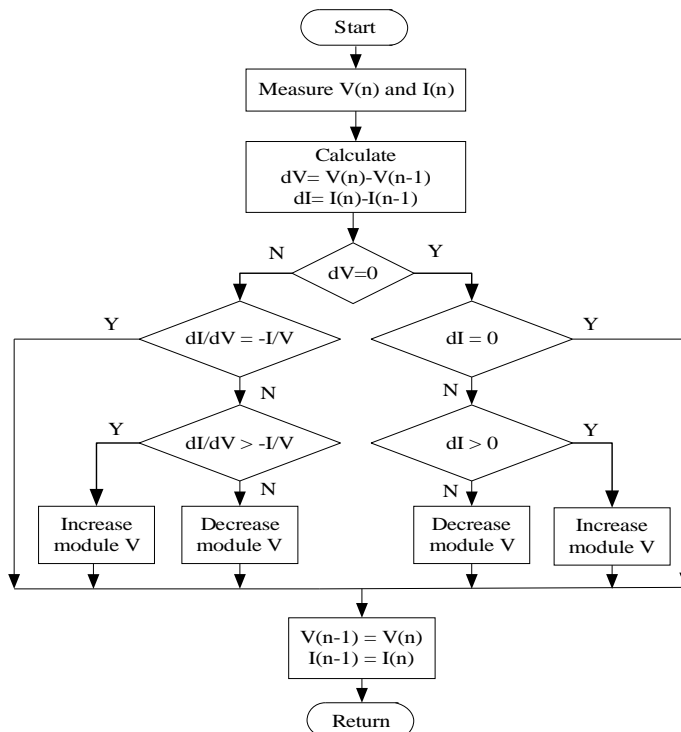 Start
Measure V(n) and I(n)
Calculate
dV= V(n)-V(n-1)
dI= I(n)-I(n-1)
N
Y
dV=0
Y
dI/dV = -I/V
dI = 0
Y
N
N
Y
dI/dV > -I/V
dI > 0
Y
N
N
Increase
module V
Decrease
module V
Decrease
module V
Increase
module V
V(n-1) = V(n)
I(n-1) = I(n)
Return